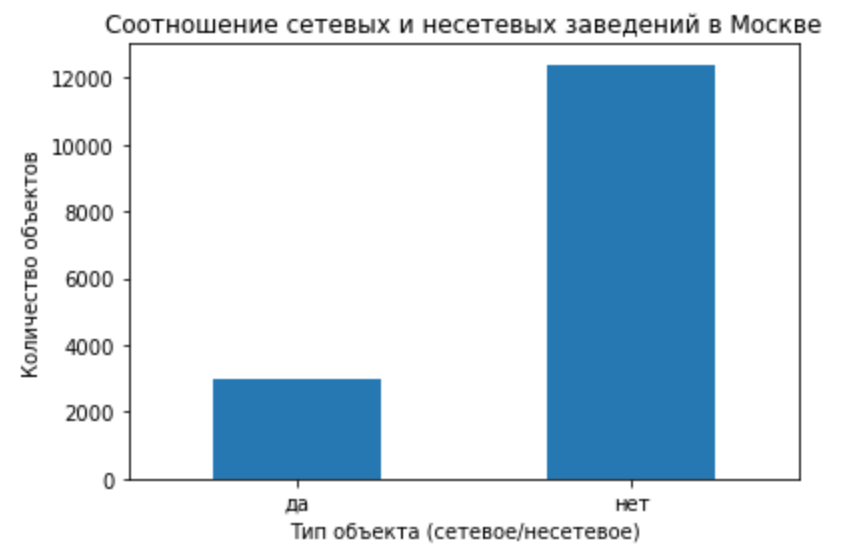 Соотношение сетевых и несетевых заведений в Москве
Количество объектов
12000
10000
8000
6000
4000
2000
0
да нет
Тип объекта (сетевое/несетевое)